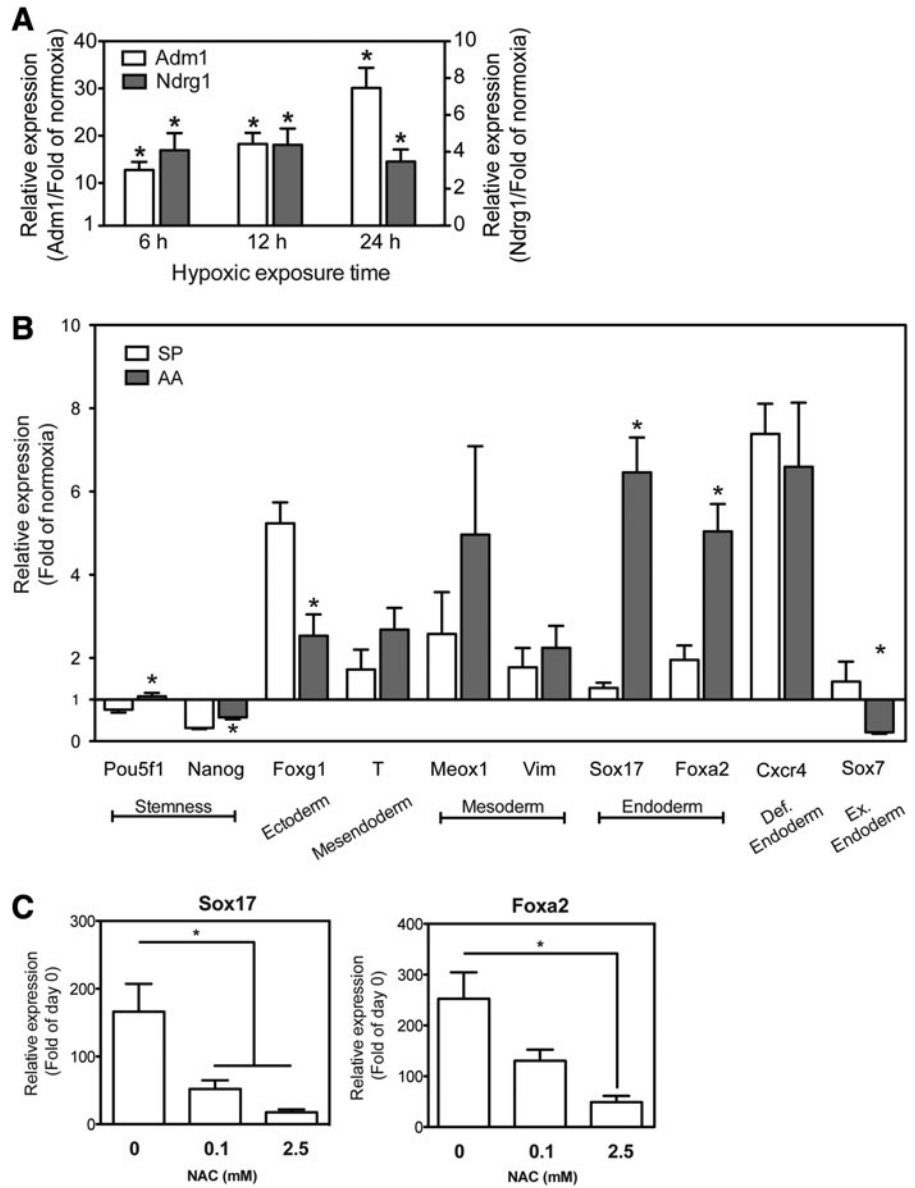 A
Relative expression
(Adm1/Fold of normoxia)
40
30
20
10
1
Adm1
Ndrg1
* * * * * *
10
8
6
4
2
0
Relative expression
(Ndrg1/Fold of normoxia)
6 h 12 h 24 h
Hypoxic exposure time
B
Relative expression
(Fold of normoxia)
10
8
6
4
2
1
0
SP
AA
* * * * * *
Pou5f1 Nanog Foxg1 T Meox1 Vim Sox17 Foxa2 Cxcr4 Sox7
Stemness Ectoderm Mesendoderm Mesoderm Endoderm Def. Endoderm Ex. Endoderm
C
Sox17
Relative expression
(Fold of day 0)
300
200
100
0
*
0 0.1 2.5
NAC (mM)
Foxa2
Relative expression
(Fold of day 0)
400
300
200
100
0
*
0 0.1 2.5
NAC (mM)